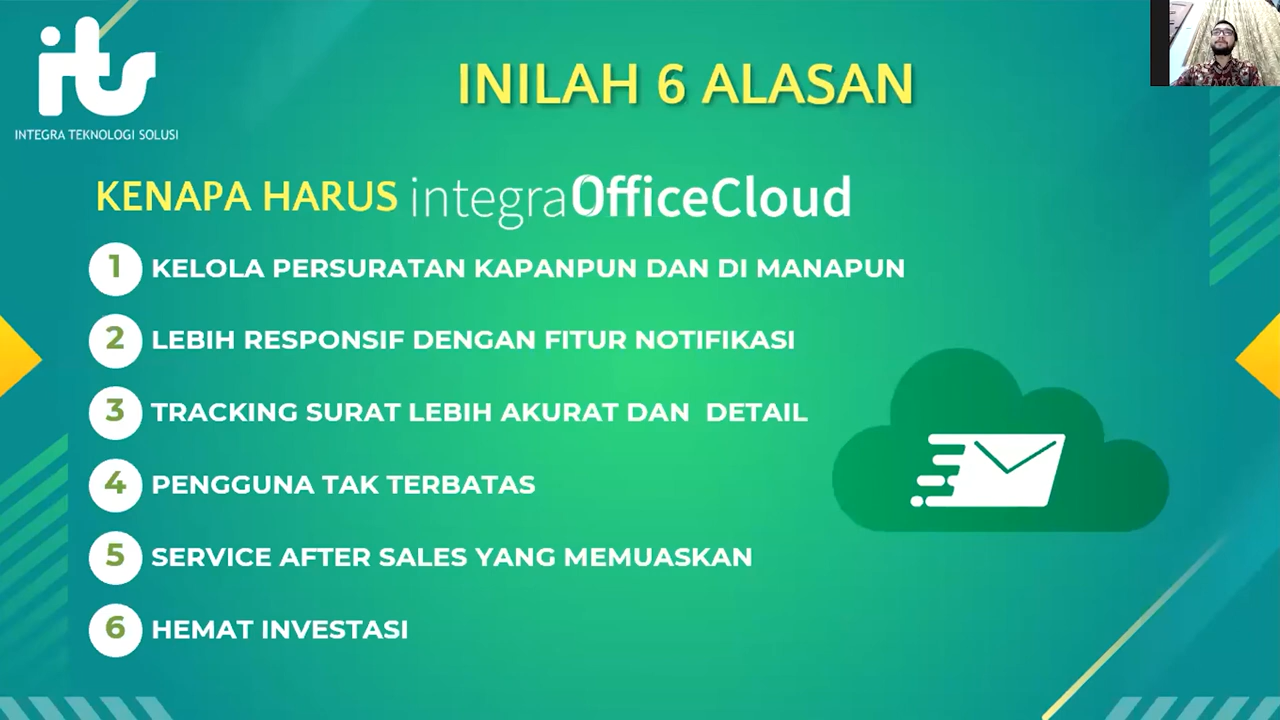 its
INTEGRA TEKNOLOGI SOLUSI
INILAH 6 ALASAN
KENAPA HARUS integraOfficeCloud
1 KELOLA PERSURATAN KAPANPUN DAN DI MANAPUN
2 LEBIH RESPONSIF DENGAN FITUR NOTIFIKASI
3 TRACKING SURAT LEBIH AKURAT DAN DETAIL
4 PENGGUNA TAK TERBATAS
5 SERVICE AFTER SALES YANG MEMUASKAN
6 HEMAT INVESTASI